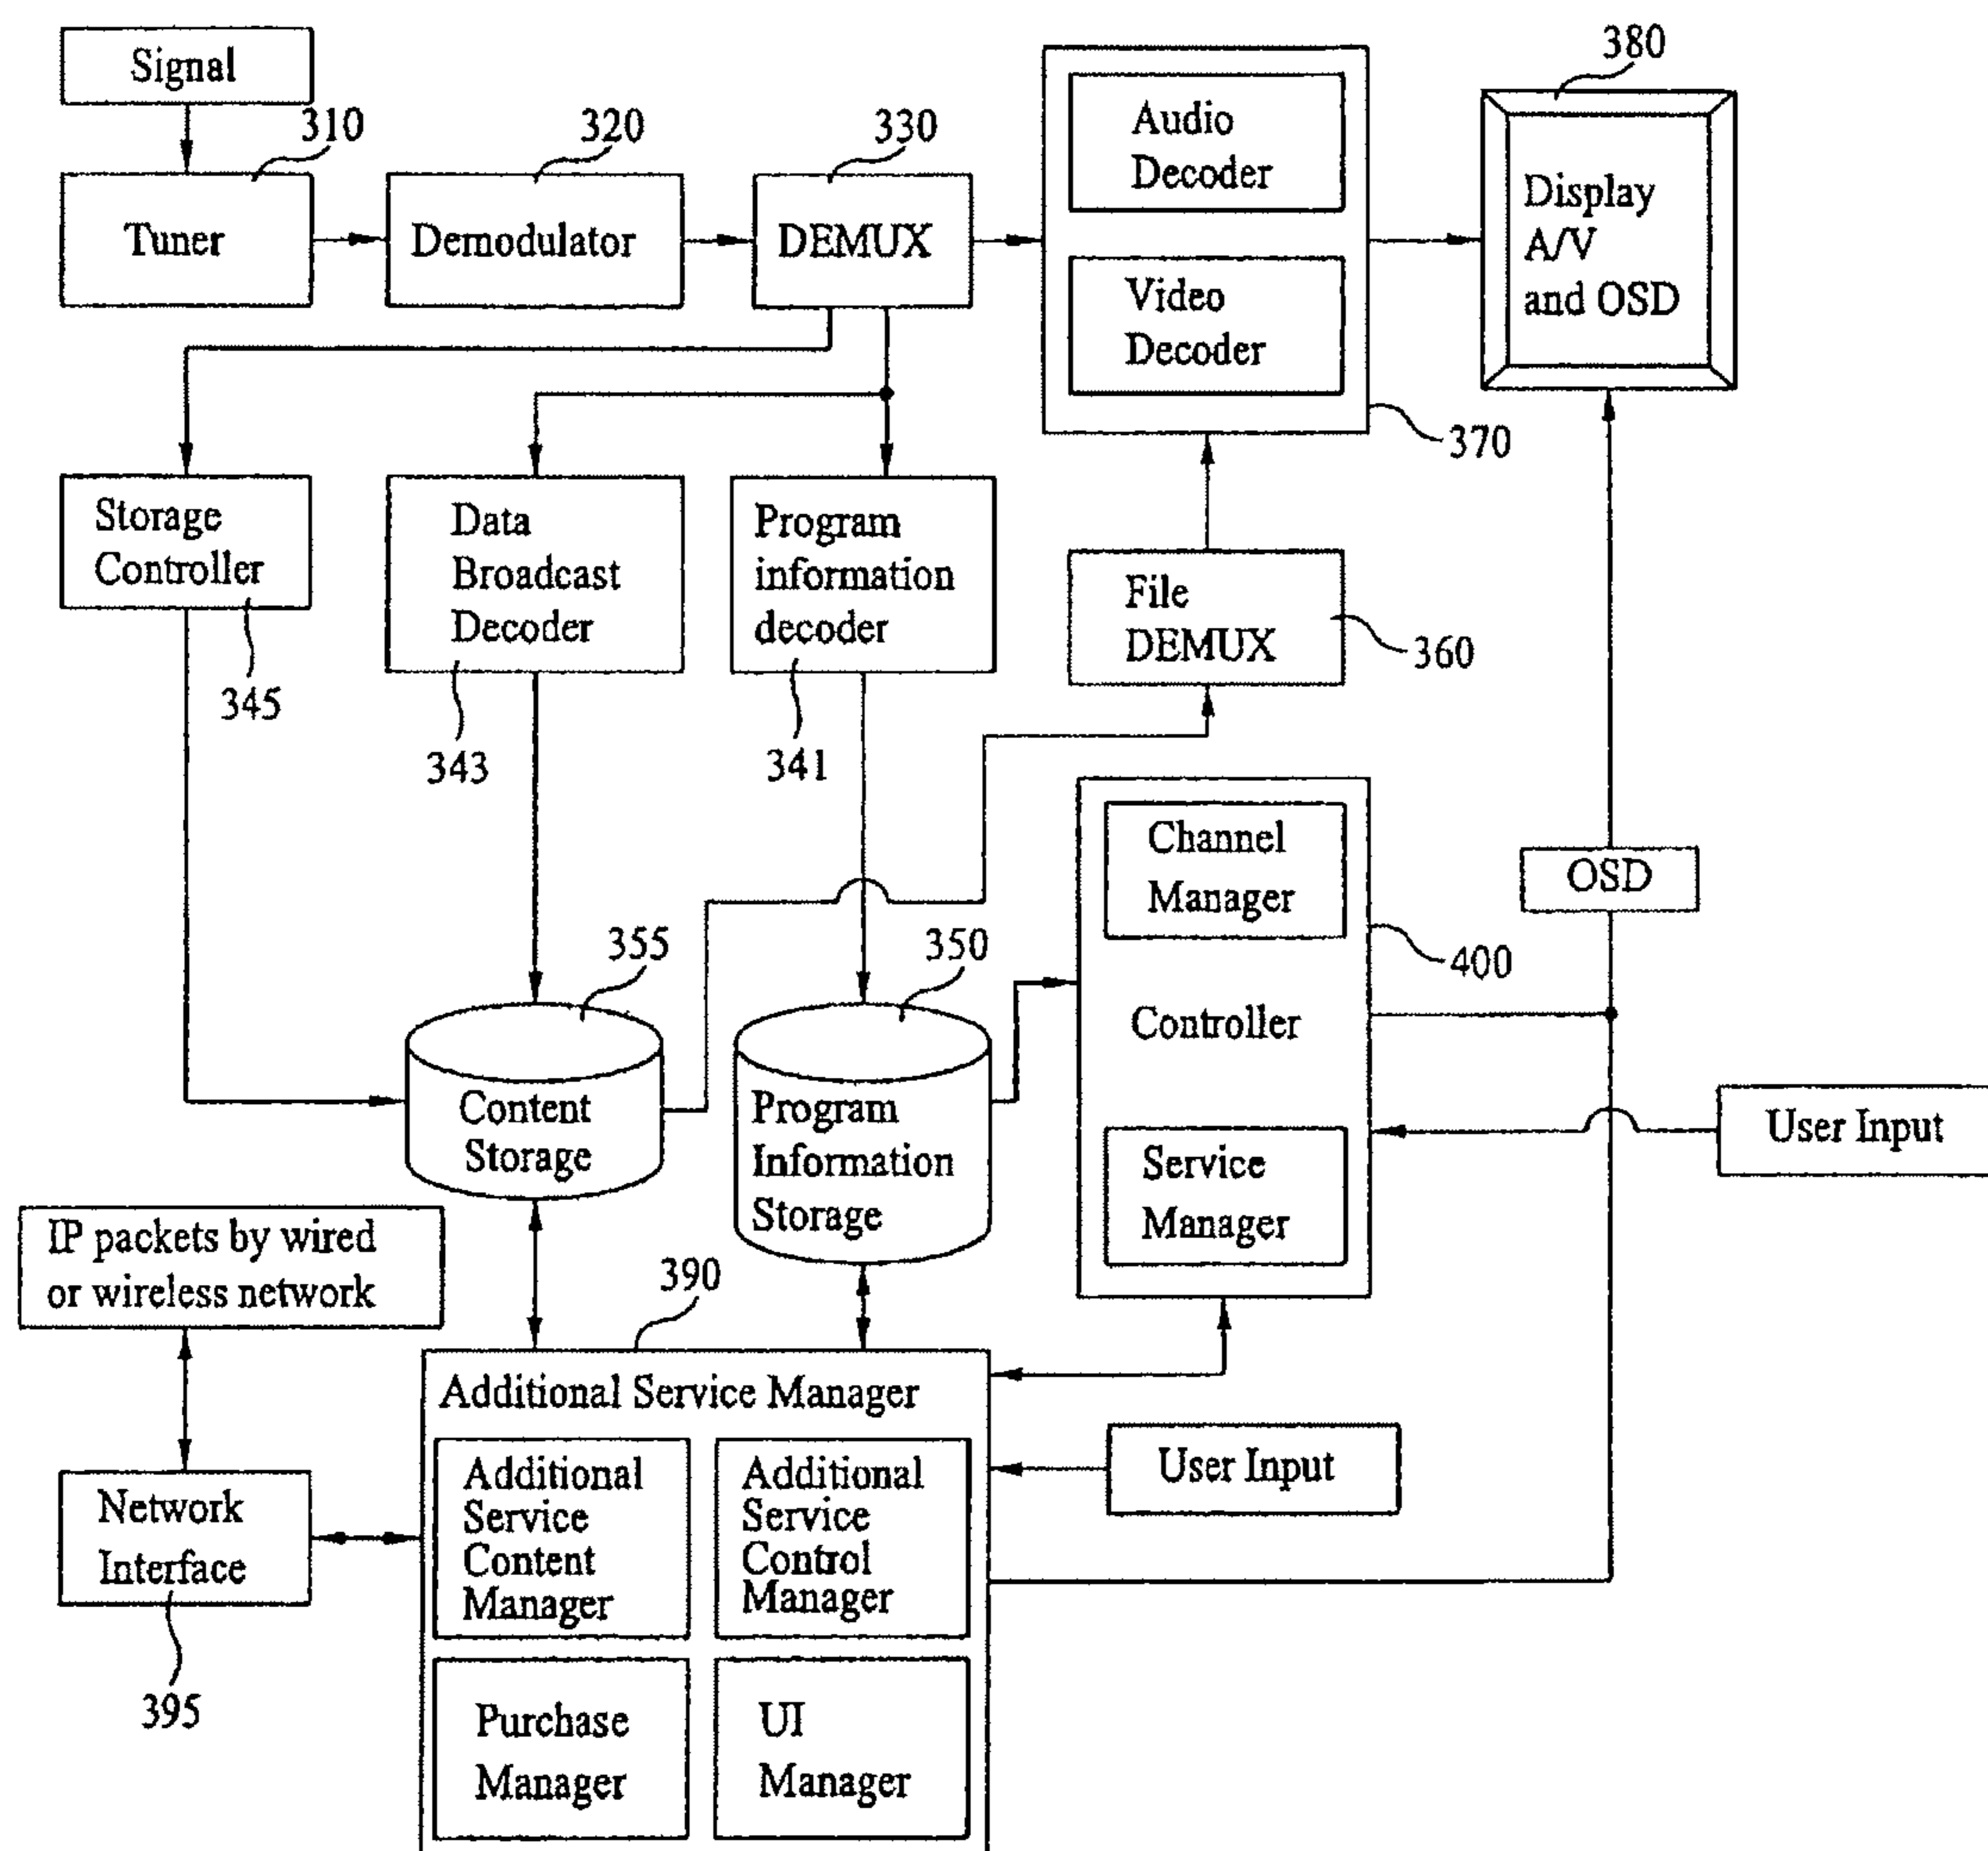 Signal
310
Tuner
320
Demodulator
330
DEMUX
Audio
Decoder
Video
Decoder
370
380
Display
A/V
and OSD
Storage
Controller
345
Data
Broadcast
Decoder
343
Program
information
decoder
341
File
DEMUX
360
Channel
Manager
Controller
Service
Manager
400
OSD
User Input
355
Content
Storage
350
Program
Information
Storage
IP packets by wired
or wireless network
Network
Interface
395
390
Additional Service Manager
Additional
Service
Content
Manager
Additional
Service
Control
Manager
Purchase
Manager
UI
Manager
User Input